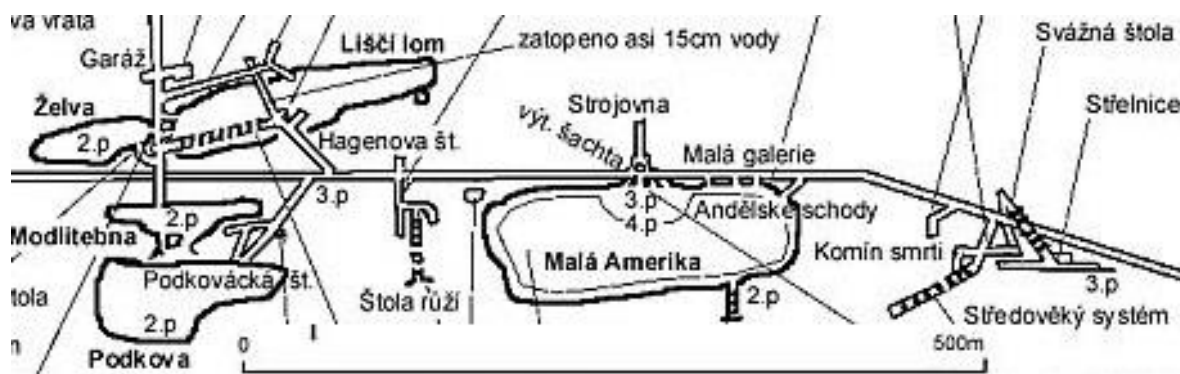 vá vrata
Garáž
Liščí lom
zatopeno asi 15cm vody
Svážná štola
Želva
2.p
Strojovna
Střelnice
výt. šachta
Hagenova št.
Malá galerie
3.p
2.p
3.p
4.p
Andělské schody
Modlitebna
Komín smrti
Malá Amerika
Podkovácká št.
Štola růží
2.p
3.p
štola
2.p
Středověký systém
Podkova
0
500m